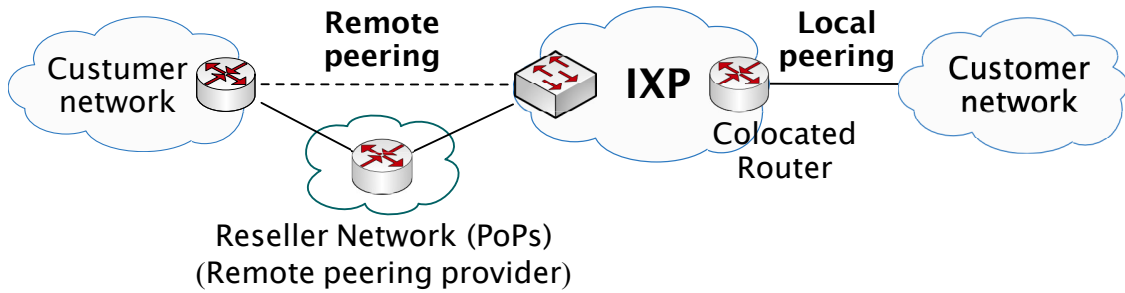 Remote
peering
Local
peering
Custumer
network
IXP
Customer
network
Colocated
Router
Reseller Network (PoPs)
(Remote peering provider)